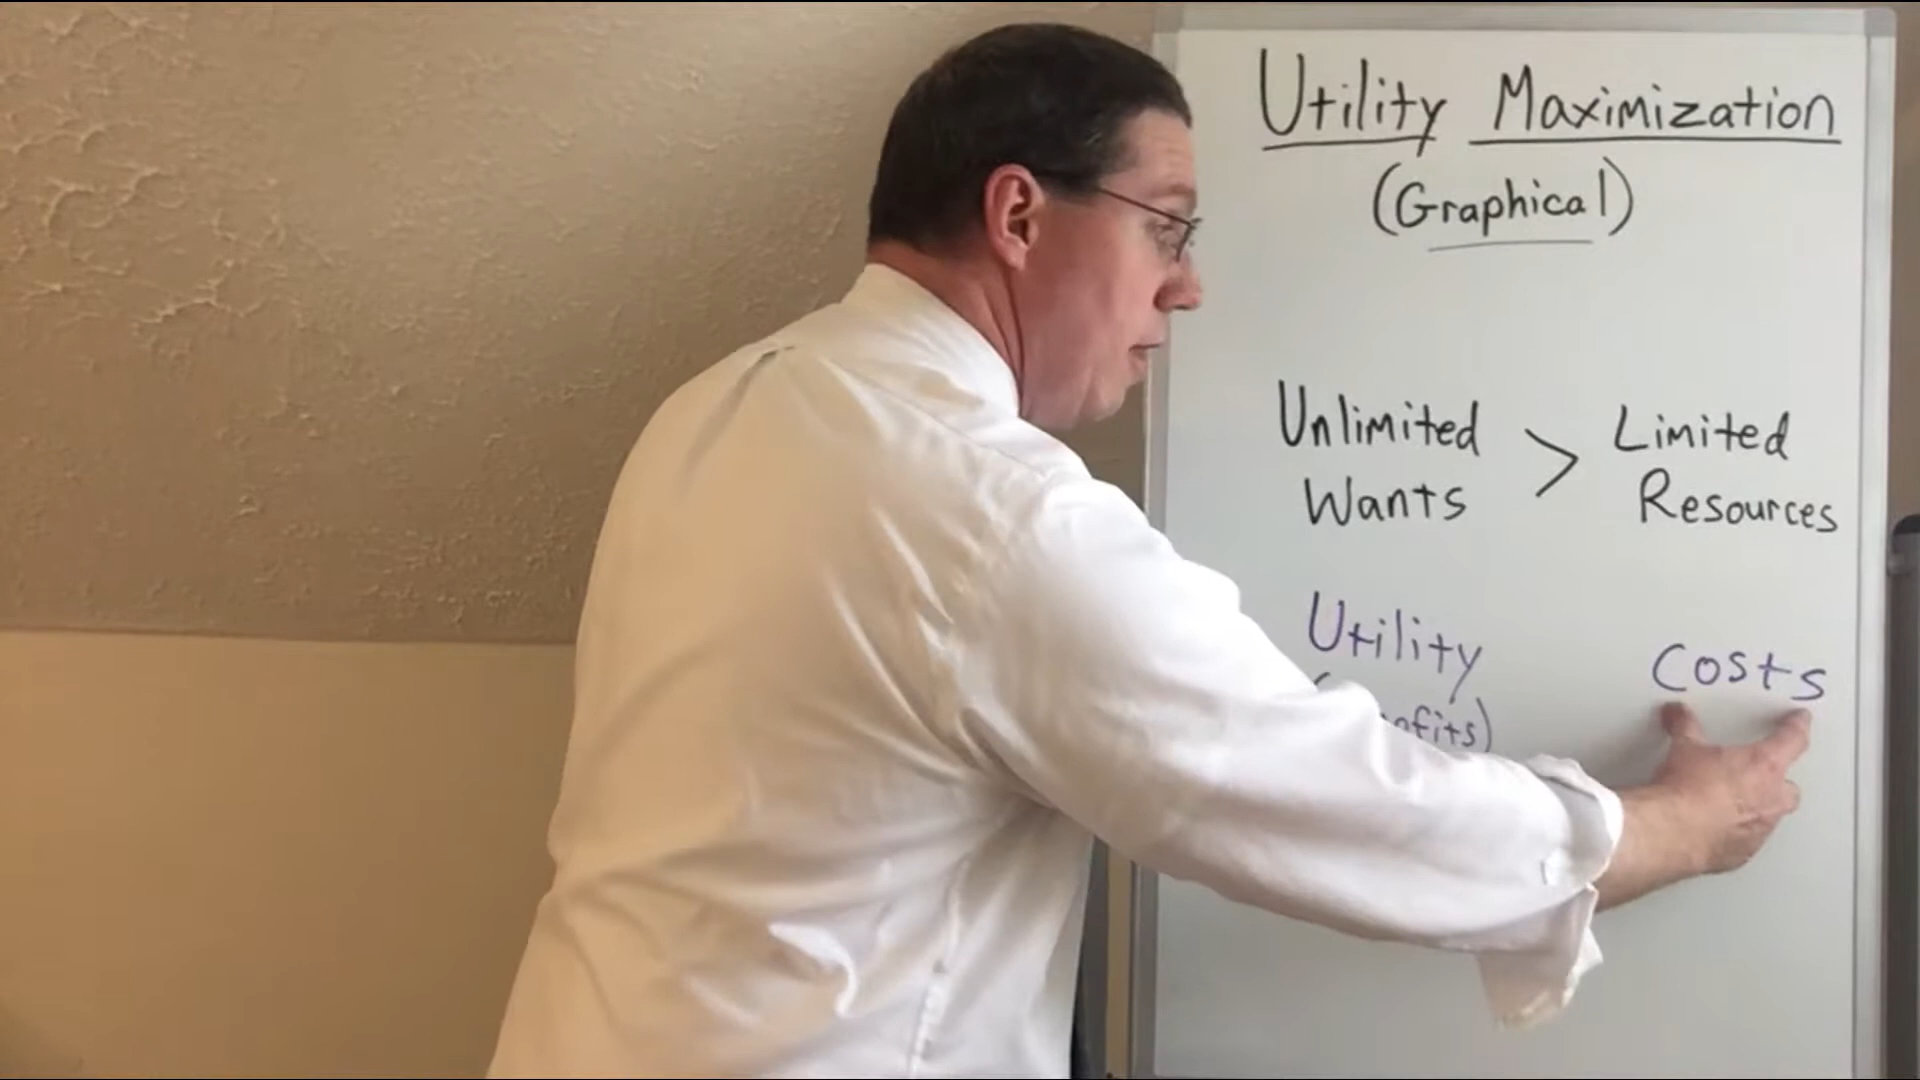 Utility Maximization
(Graphical)
Unlimited > Limited
Wants Resources
Utility Costs